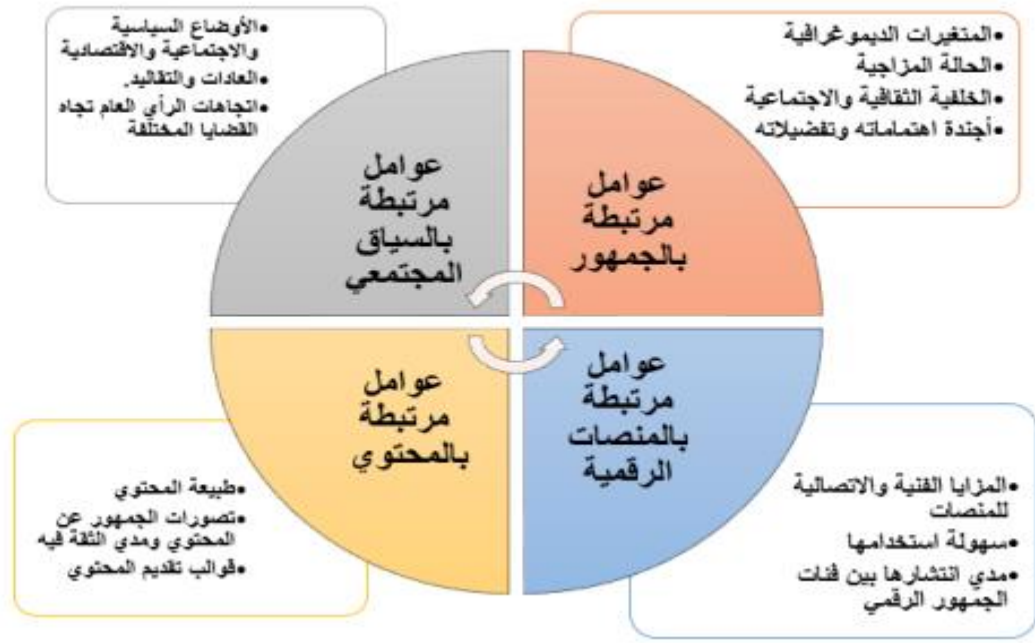 •المتغيرات الديموغرافية
•الحالة المزاجية
•الخلفية الثقافية والاجتماعية
•أجندة اهتماماته وتفضيلاته
عوامل
مرتبطة
بالجمهور
•الأوضاع السياسية
والاجتماعية والاقتصادية
•العادات والتقاليد.
•اتجاهات الرأي العام تجاه
القضايا المختلفة
عوامل
مرتبطة
بالسياق
المجتمعي
عوامل
مرتبطة
بالمنصات
الرقمية
•المزايا الفنية والاتصالية
للمنصات
•سهولة استخدامها
•مدي انتشارها بين فئات
الجمهور الرقمي
عوامل
مرتبطة
بالمحتوي
•طبيعة المحتوي
•تصورات الجمهور عن
المحتوي ومدي الثقة فيه
•قوالب تقديم المحتوي